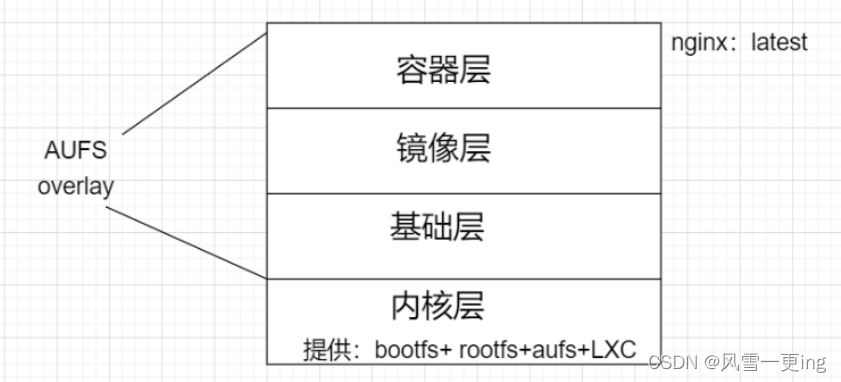 容器层
nginx：latest
镜像层
AUFS
overlay
基础层
内核层
提供：bootfs+ rootfs+aufs+LXC
CSDN @风雪一更ing